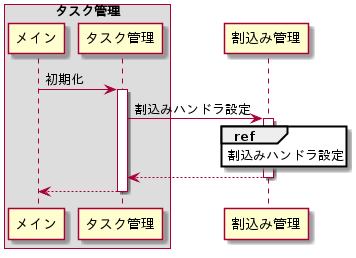 タスク管理
メイン
タスク管理
割込み管理
初期化
割込みハンドラ設定
ref
割込みハンドラ設定
メイン
タスク管理
割込み管理